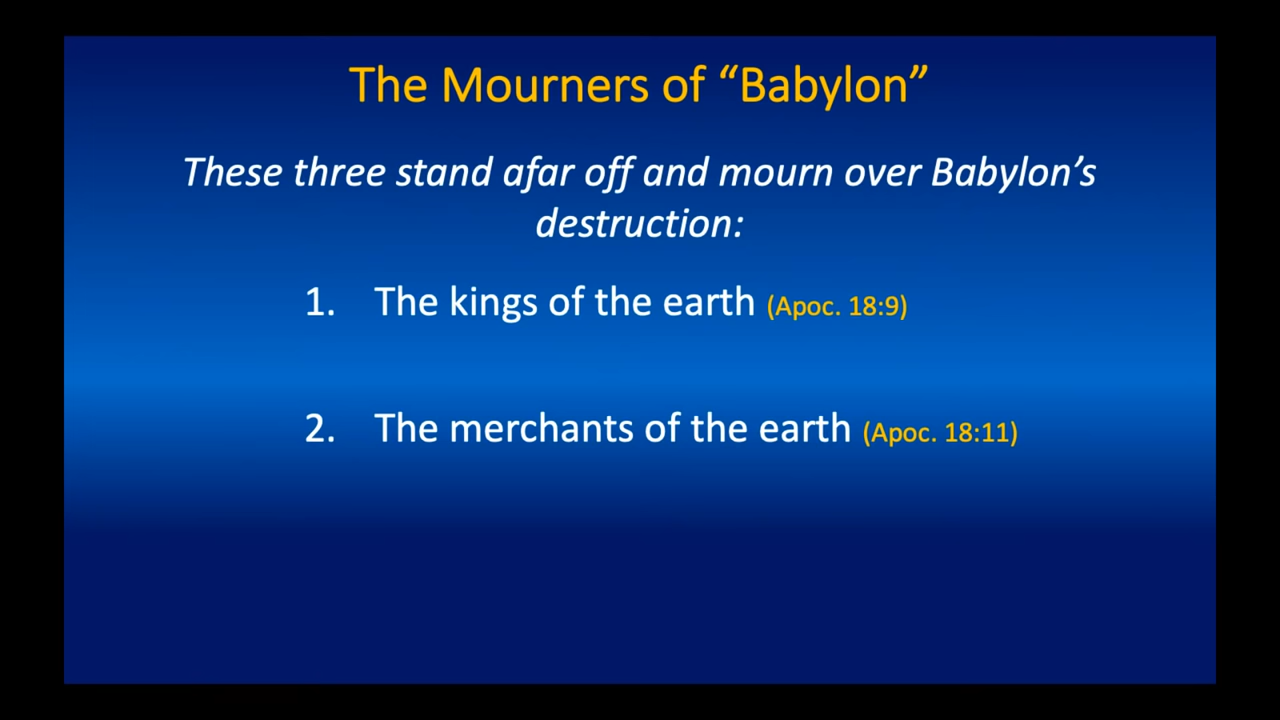 The Mourners of “Babylon”
These three stand afar off and mourn over Babylon’s
destruction:
1. The kings of the earth (Apoc. 18:9)
2. The merchants of the earth (Apoc. 18:11)